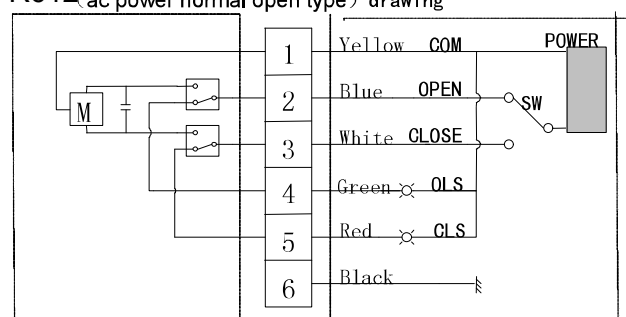 (ac power normal open type) drawing
1 Yellow COM POWER
2 Blue OPEN SW
M
3 White CLOSE
4 Green OLS
5 Red CLS
6 Black